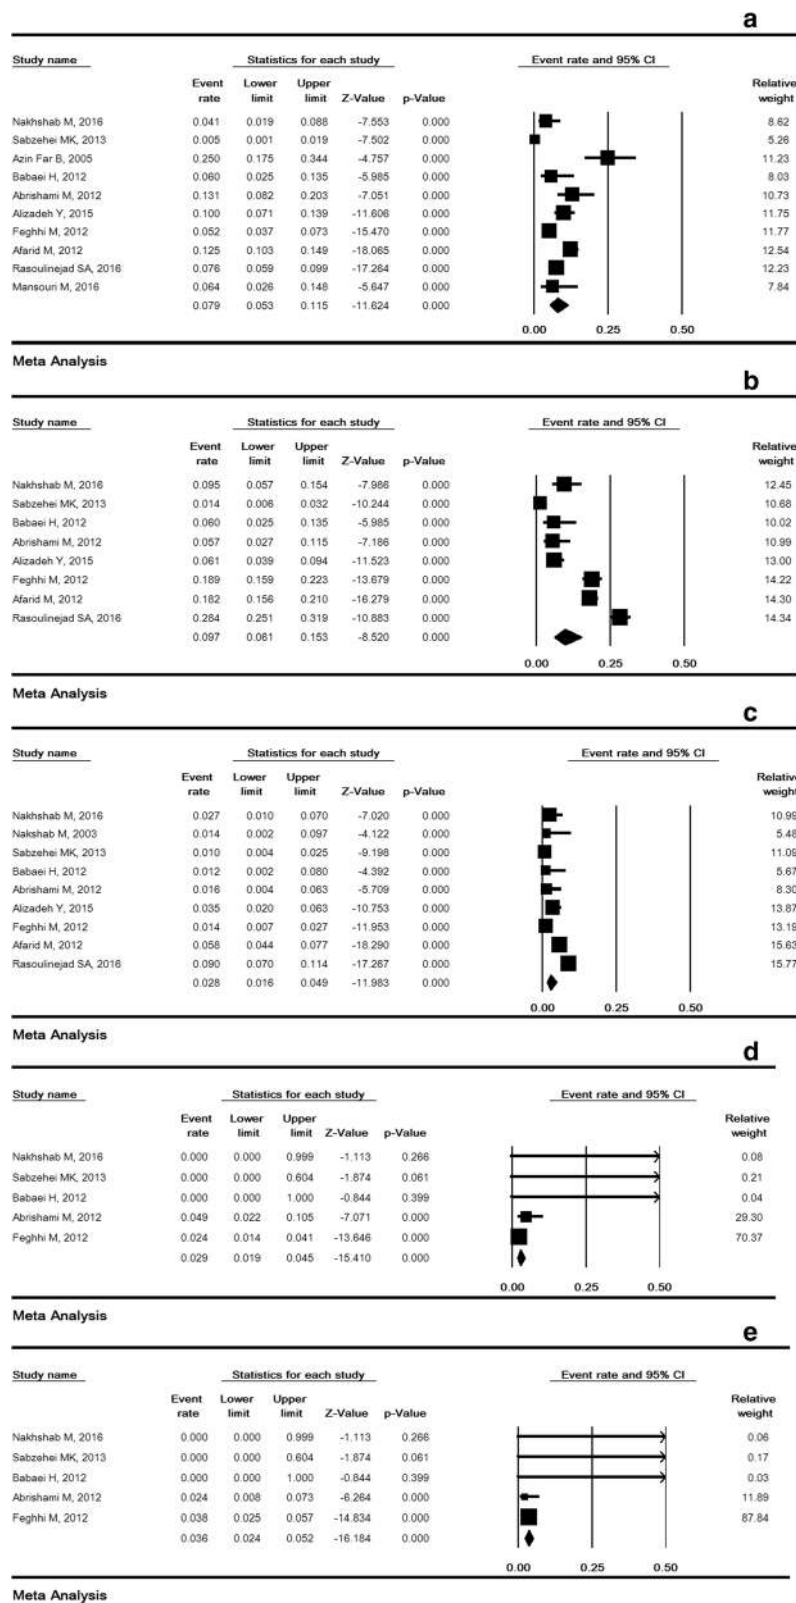 a
Study name Statistics for each study Event rate and 95% CI
Event Lower Upper Relative
rate limit limit Z-Value p-Value weight
Nakhshab M, 2016 0.041 0.019 0.088 -7.553 0.000 8.62
Sabzehei MK, 2013 0.005 0.001 0.019 -7.502 0.000 5.26
Azin Far B, 2005 0.250 0.175 0.344 -4.757 0.000 11.23
Babaei H, 2012 0.060 0.025 0.135 -5.985 0.000 8.03
Abrishami M, 2012 0.131 0.082 0.203 -7.051 0.000 10.73
Alizadeh Y, 2015 0.100 0.071 0.139 -11.606 0.000 11.75
Feghhi M, 2012 0.052 0.037 0.073 -15.470 0.000 11.77
Afarid M, 2012 0.125 0.103 0.149 -18.065 0.000 12.54
Rasoulinejad SA, 2016 0.076 0.059 0.099 -17.264 0.000 12.23
Mansouri M, 2016 0.064 0.026 0.148 -5.647 0.000 7.84
0.079 0.053 0.115 -11.624 0.000
0.00 0.25 0.50
Meta Analysis
b
Study name Statistics for each study Event rate and 95% CI
Event Lower Upper Relative
rate limit limit Z-Value p-Value weight
Nakhshab M, 2016 0.095 0.057 0.154 -7.986 0.000 12.45
Sabzehei MK, 2013 0.014 0.006 0.032 -10.244 0.000 10.68
Babaei H, 2012 0.060 0.025 0.135 -5.985 0.000 10.02
Abrishami M, 2012 0.057 0.027 0.115 -7.186 0.000 10.99
Alizadeh Y, 2015 0.061 0.039 0.094 -11.523 0.000 13.00
Feghhi M, 2012 0.189 0.159 0.223 -13.679 0.000 14.22
Afarid M, 2012 0.182 0.156 0.210 -16.279 0.000 14.30
Rasoulinejad SA, 2016 0.284 0.251 0.319 -10.883 0.000 14.34
0.097 0.061 0.153 -8.520 0.000
0.00 0.25 0.50
Meta Analysis
c
Study name Statistics for each study Event rate and 95% CI
Event Lower Upper Relative
rate limit limit Z-Value p-Value weight
Nakhshab M, 2016 0.027 0.010 0.070 -7.020 0.000 10.99
Nakshab M, 2003 0.014 0.002 0.097 -4.122 0.000 5.48
Sabzehei MK, 2013 0.010 0.004 0.025 -9.198 0.000 11.09
Babaei H, 2012 0.012 0.002 0.080 -4.392 0.000 5.67
Abrishami M, 2012 0.016 0.004 0.063 -5.709 0.000 8.30
Alizadeh Y, 2015 0.035 0.020 0.063 -10.753 0.000 13.87
Feghhi M, 2012 0.014 0.007 0.027 -11.953 0.000 13.19
Afarid M, 2012 0.058 0.044 0.077 -18.290 0.000 15.63
Rasoulinejad SA, 2016 0.090 0.070 0.114 -17.267 0.000 15.77
0.028 0.016 0.049 -11.983 0.000
0.00 0.25 0.50
Meta Analysis
d
Study name Statistics for each study Event rate and 95% CI
Event Lower Upper Relative
rate limit limit Z-Value p-Value weight
Nakhshab M, 2016 0.000 0.000 0.999 -1.113 0.266 0.08
Sabzehei MK, 2013 0.000 0.000 0.604 -1.874 0.061 0.21
Babaei H, 2012 0.000 0.000 1.000 -0.844 0.399 0.04
Abrishami M, 2012 0.049 0.022 0.105 -7.071 0.000 29.30
Feghhi M, 2012 0.024 0.014 0.041 -13.646 0.000 70.37
0.029 0.019 0.045 -15.410 0.000
0.00 0.25 0.50
Meta Analysis
e
Study name Statistics for each study Event rate and 95% CI
Event Lower Upper Relative
rate limit limit Z-Value p-Value weight
Nakhshab M, 2016 0.000 0.000 0.999 -1.113 0.266 0.06
Sabzehei MK, 2013 0.000 0.000 0.604 -1.874 0.061 0.17
Babaei H, 2012 0.000 0.000 1.000 -0.844 0.399 0.03
Abrishami M, 2012 0.024 0.008 0.073 -6.264 0.000 11.89
Feghhi M, 2012 0.038 0.025 0.057 -14.834 0.000 87.84
0.036 0.024 0.052 -16.184 0.000
0.00 0.25 0.50
Meta Analysis